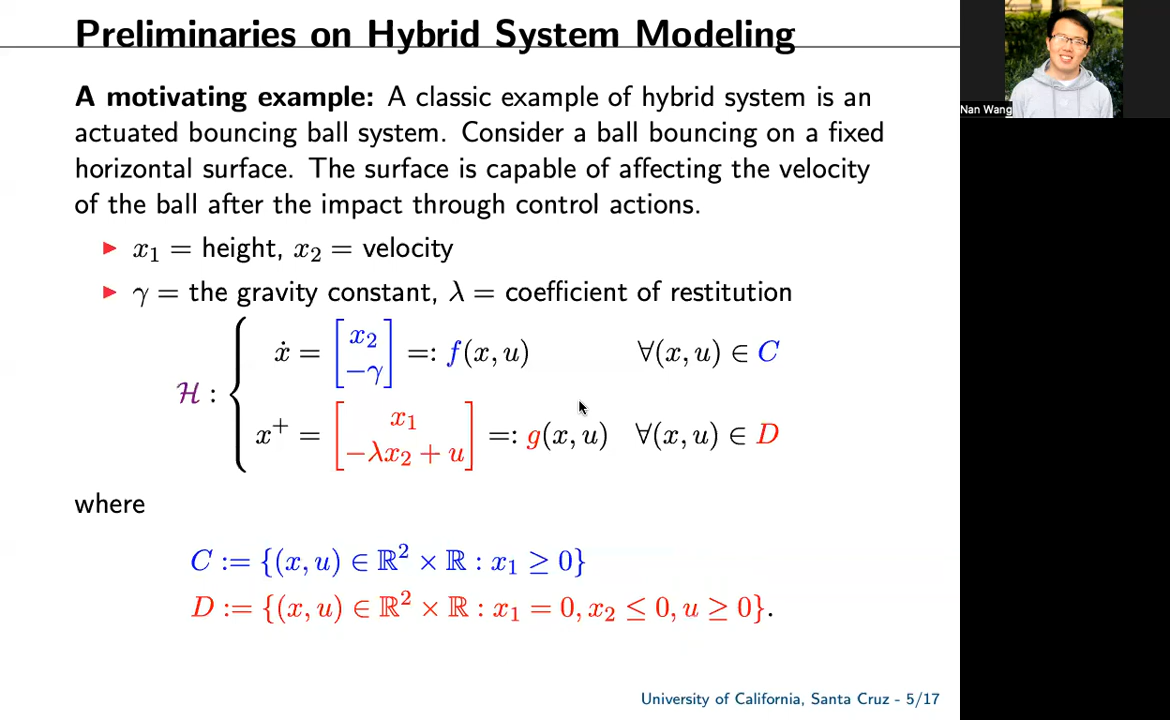 Preliminaries on Hybrid System Modeling
A motivating example: A classic example of hybrid system is an
actuated bouncing ball system. Consider a ball bouncing on a fixed
horizontal surface. The surface is capable of affecting the velocity
of the ball after the impact through control actions.
▶ x₁ = height, x₂ = velocity
▶ γ = the gravity constant, λ = coefficient of restitution
ℋ : { ẋ = [x₂; −γ] =: f(x, u) ∀(x, u) ∈ C
x⁺ = [x₁; −λx₂ + u] =: g(x, u) ∀(x, u) ∈ D
where
C := {(x, u) ∈ ℝ² × ℝ : x₁ ≥ 0}
D := {(x, u) ∈ ℝ² × ℝ : x₁ = 0, x₂ ≤ 0, u ≥ 0}.
University of California, Santa Cruz - 5/17
Nan Wang